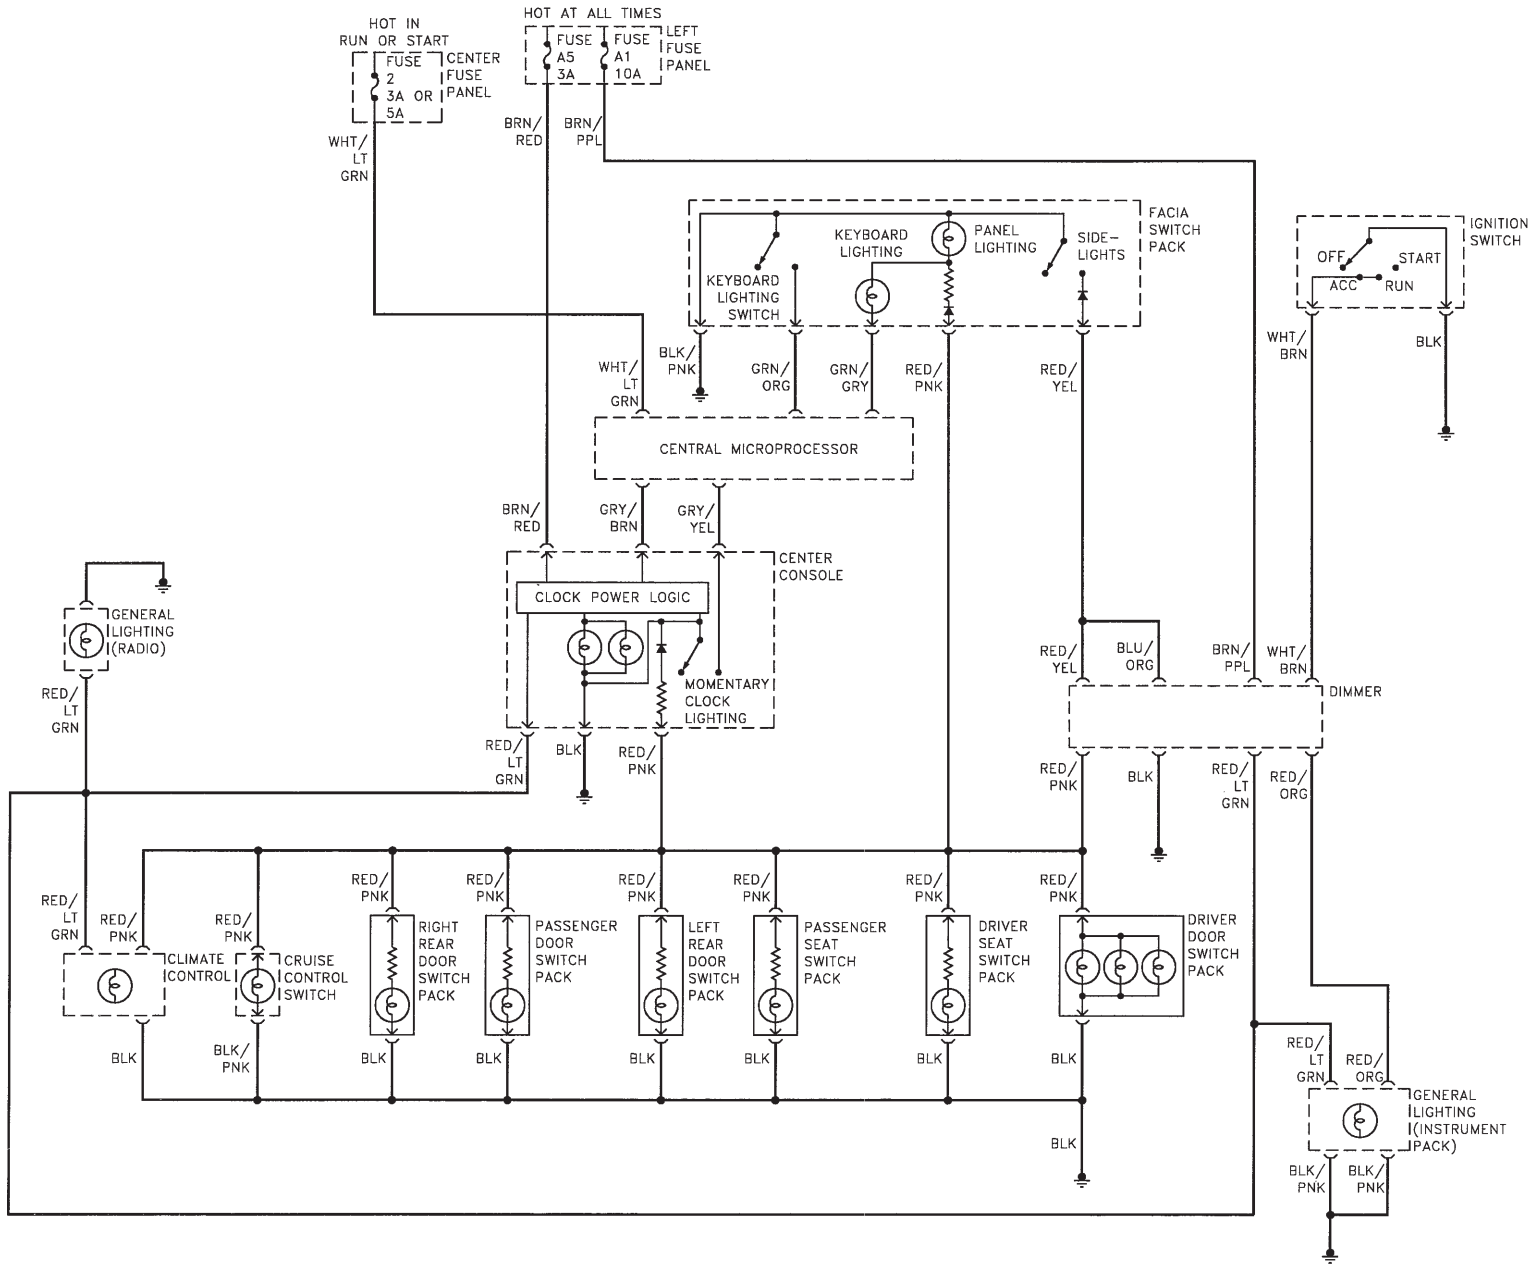 HOT IN
RUN OR START
FUSE
2
3A OR
5A
CENTER
FUSE
PANEL
HOT AT ALL TIMES
FUSE
A5
3A
FUSE
A1
10A
LEFT
FUSE
PANEL
WHT/
LT
GRN
BRN/
RED
BRN/
PPL
FACIA
SWITCH
PACK
KEYBOARD
LIGHTING
PANEL
LIGHTING
SIDE-
LIGHTS
KEYBOARD
LIGHTING
SWITCH
IGNITION
SWITCH
OFF
START
ACC
RUN
WHT/
LT
GRN
BLK/
PNK
GRN/
ORG
GRN/
GRY
RED/
PNK
RED/
YEL
WHT/
BRN
BLK
CENTRAL MICROPROCESSOR
BRN/
RED
GRY/
BRN
GRY/
YEL
CENTER
CONSOLE
CLOCK POWER LOGIC
MOMENTARY
CLOCK
LIGHTING
GENERAL
LIGHTING
(RADIO)
RED/
LT
GRN
RED/
LT
GRN
BLK
RED/
PNK
RED/
YEL
BLU/
ORG
BRN/
PPL
WHT/
BRN
DIMMER
RED/
PNK
BLK
RED/
LT
GRN
RED/
ORG
RED/
LT
GRN
RED/
PNK
RED/
PNK
RED/
PNK
RED/
PNK
RED/
PNK
RED/
PNK
RED/
PNK
RED/
PNK
CLIMATE
CONTROL
CRUISE
CONTROL
SWITCH
RIGHT
REAR
DOOR
SWITCH
PACK
PASSENGER
DOOR
SWITCH
PACK
LEFT
REAR
DOOR
SWITCH
PACK
PASSENGER
SEAT
SWITCH
PACK
DRIVER
SEAT
SWITCH
PACK
DRIVER
DOOR
SWITCH
PACK
BLK
BLK/
PNK
BLK
BLK
BLK
BLK
BLK
BLK
RED/
LT
GRN
RED/
ORG
GENERAL
LIGHTING
(INSTRUMENT
PACK)
BLK
BLK/
PNK
BLK/
PNK